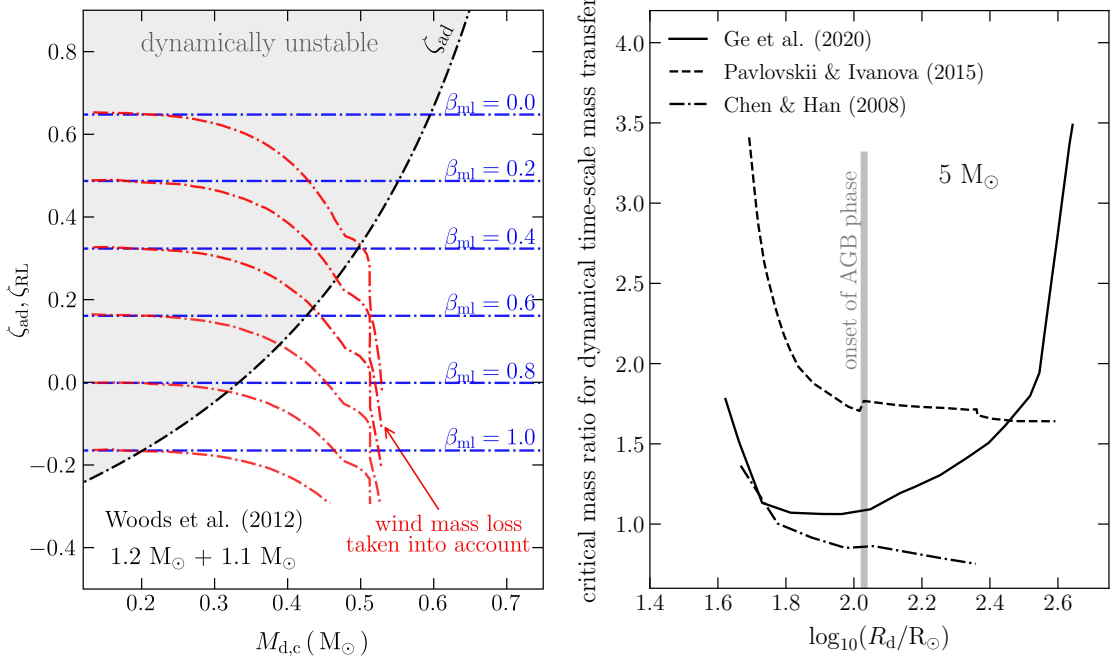 dynamically unstable
ζad
βml = 0.0
βml = 0.2
βml = 0.4
βml = 0.6
βml = 0.8
βml = 1.0
wind mass loss
taken into account
Woods et al. (2012)
1.2 M⊙ + 1.1 M⊙
0.8
0.6
0.4
0.2
0.0
−0.2
−0.4
ζad, ζRL
0.2 0.3 0.4 0.5 0.6 0.7
Md,c (M⊙)
critical mass ratio for dynamical time-scale mass transfer
4.0
3.5
3.0
2.5
2.0
1.5
1.0
Ge et al. (2020)
Pavlovskii & Ivanova (2015)
Chen & Han (2008)
5 M⊙
onset of AGB phase
1.4 1.6 1.8 2.0 2.2 2.4 2.6
log10(Rd/R⊙)